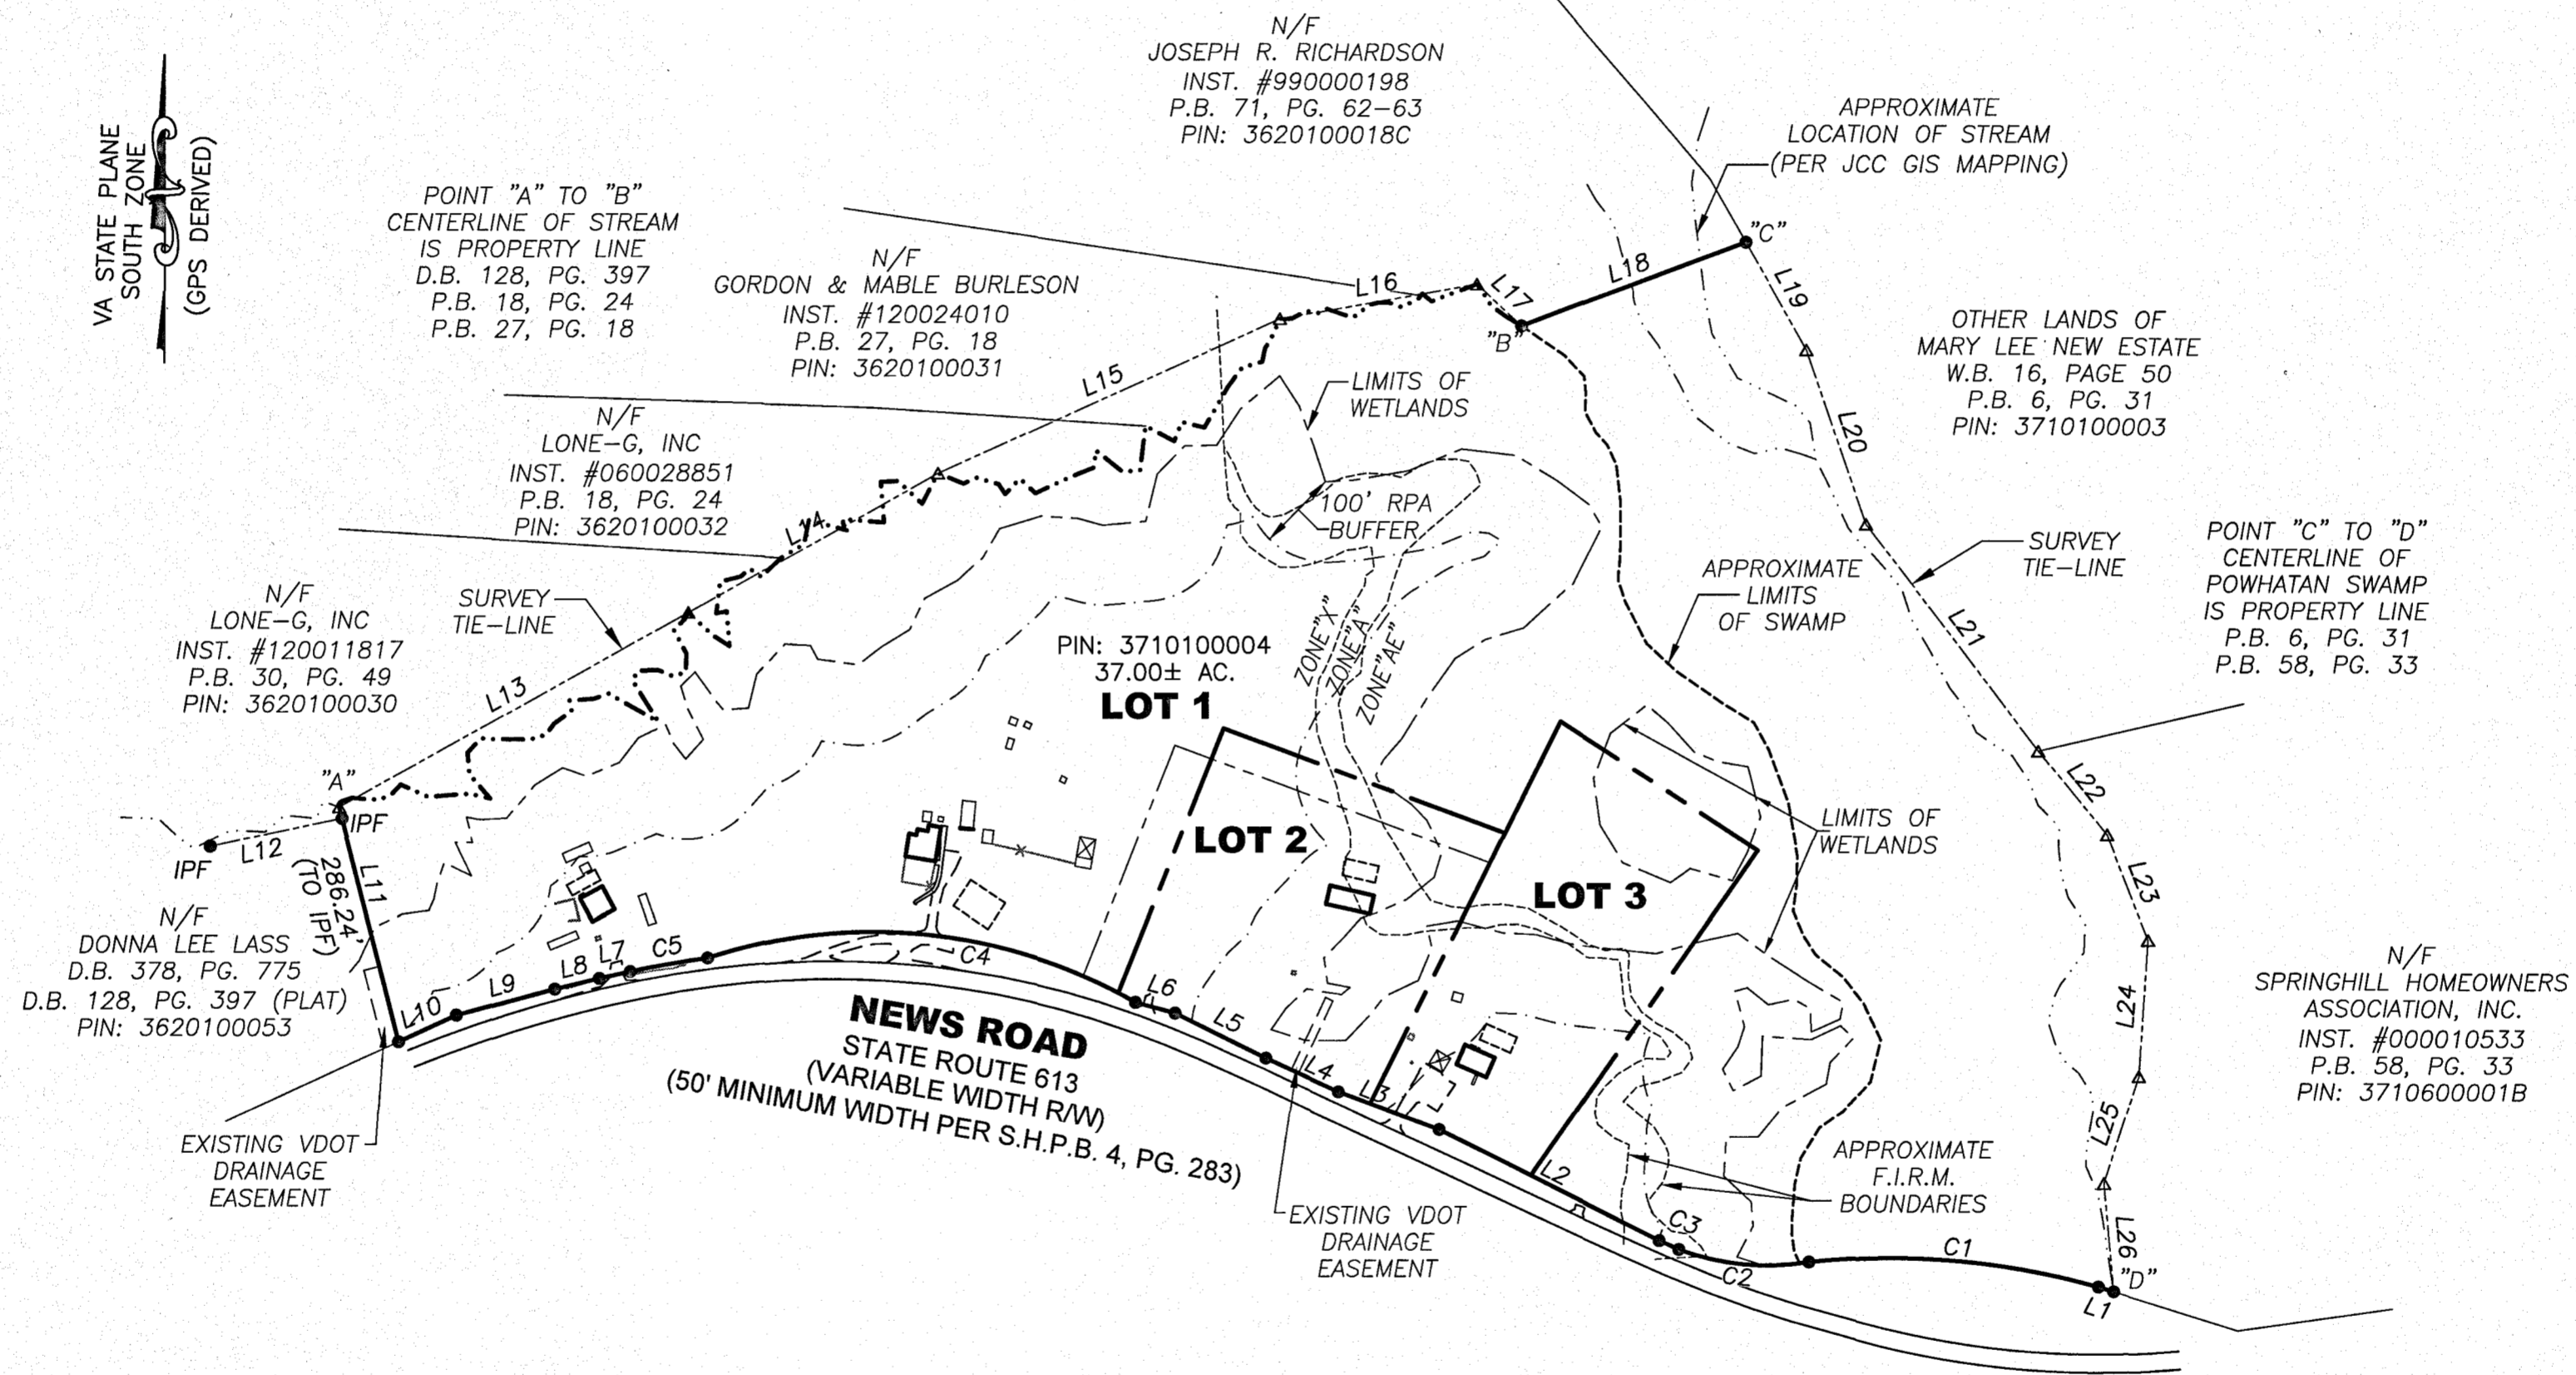 VA STATE PLANE
SOUTH ZONE
(GPS DERIVED)
N/F
JOSEPH R. RICHARDSON
INST. #990000198
P.B. 71, PG. 62-63
PIN: 3620100018C
APPROXIMATE
LOCATION OF STREAM
(PER JCC GIS MAPPING)
POINT "A" TO "B"
CENTERLINE OF STREAM
IS PROPERTY LINE
D.B. 128, PG. 397
P.B. 18, PG. 24
P.B. 27, PG. 18
N/F
GORDON & MABLE BURLESON
INST. #120024010
P.B. 27, PG. 18
PIN: 3620100031
L16
L17
"B"
L18
"C"
L19
OTHER LANDS OF
MARY LEE NEW ESTATE
W.B. 16, PAGE 50
P.B. 6, PG. 31
PIN: 3710100003
L15
LIMITS OF
WETLANDS
L20
N/F
LONE-G, INC
INST. #060028851
P.B. 18, PG. 24
PIN: 3620100032
L14
100' RPA
BUFFER
SURVEY
TIE-LINE
POINT "C" TO "D"
CENTERLINE OF
POWHATAN SWAMP
IS PROPERTY LINE
P.B. 6, PG. 31
P.B. 58, PG. 33
APPROXIMATE
LIMITS
OF SWAMP
L21
N/F
LONE-G, INC
INST. #120011817
P.B. 30, PG. 49
PIN: 3620100030
SURVEY
TIE-LINE
L13
PIN: 3710100004
37.00± AC.
LOT 1
ZONE"X"
ZONE"A"
ZONE"AE"
"A"
IPF
L12
IPF
L11
286.24'
(TO IPF)
LOT 2
LOT 3
LIMITS OF
WETLANDS
L22
L23
N/F
DONNA LEE LASS
D.B. 378, PG. 775
D.B. 128, PG. 397 (PLAT)
PIN: 3620100053
L10
L9
L8
L7
C5
C4
L6
L5
L4
L3
L2
C3
C2
C1
L1
"D"
L24
L25
L26
N/F
SPRINGHILL HOMEOWNERS
ASSOCIATION, INC.
INST. #000010533
P.B. 58, PG. 33
PIN: 3710600001B
NEWS ROAD
STATE ROUTE 613
(VARIABLE WIDTH R/W)
(50' MINIMUM WIDTH PER S.H.P.B. 4, PG. 283)
EXISTING VDOT
DRAINAGE
EASEMENT
EXISTING VDOT
DRAINAGE
EASEMENT
APPROXIMATE
F.I.R.M.
BOUNDARIES